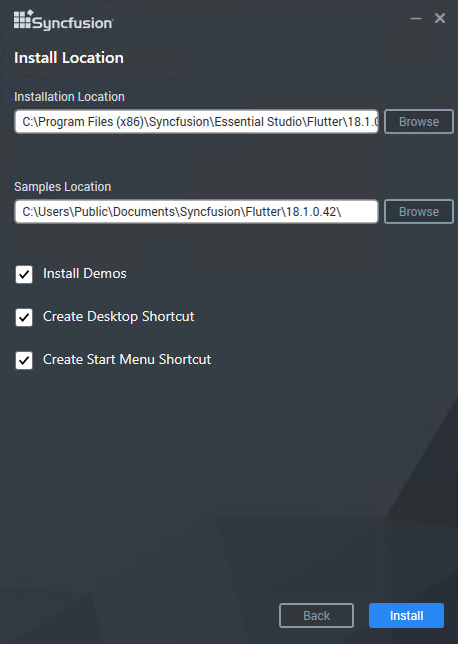 Syncfusion
Install Location
Installation Location
C:\Program Files (x86)\Syncfusion\Essential Studio\Flutter\18.1.0
Browse
Samples Location
C:\Users\Public\Documents\Syncfusion\Flutter\18.1.0.42\
Browse
Install Demos
Create Desktop Shortcut
Create Start Menu Shortcut
Back
Install